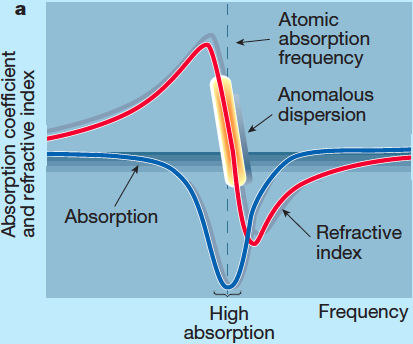 a
Atomic
absorption
frequency
Anomalous
dispersion
Absorption coefficient
and refractive index
Absorption
Refractive
index
High
absorption
Frequency